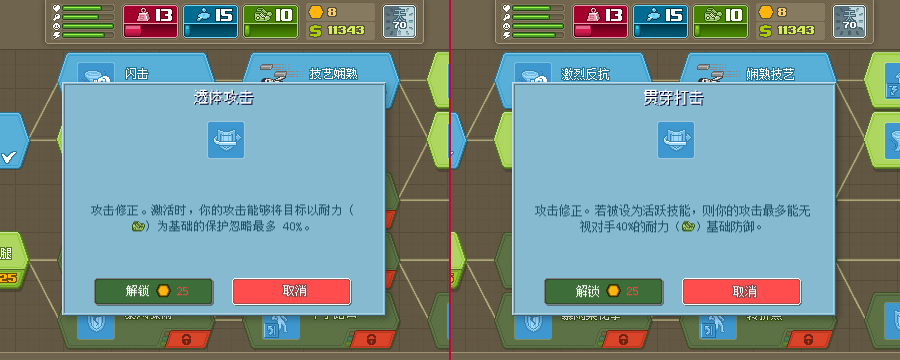 13 15 10 8 11343 70
闪击 技艺娴熟
透体攻击
攻击修正。激活时，你的攻击能够将目标以耐力（
）为基础的保护忽略最多 40%。
解锁 25 取消
腿
25
13 15 10 8 11343 70
激烈反抗 娴熟技艺
贯穿打击
攻击修正。若被设为活跃技能，则你的攻击最多能无
视对手40%的耐力（ ）基础防御。
解锁 25 取消